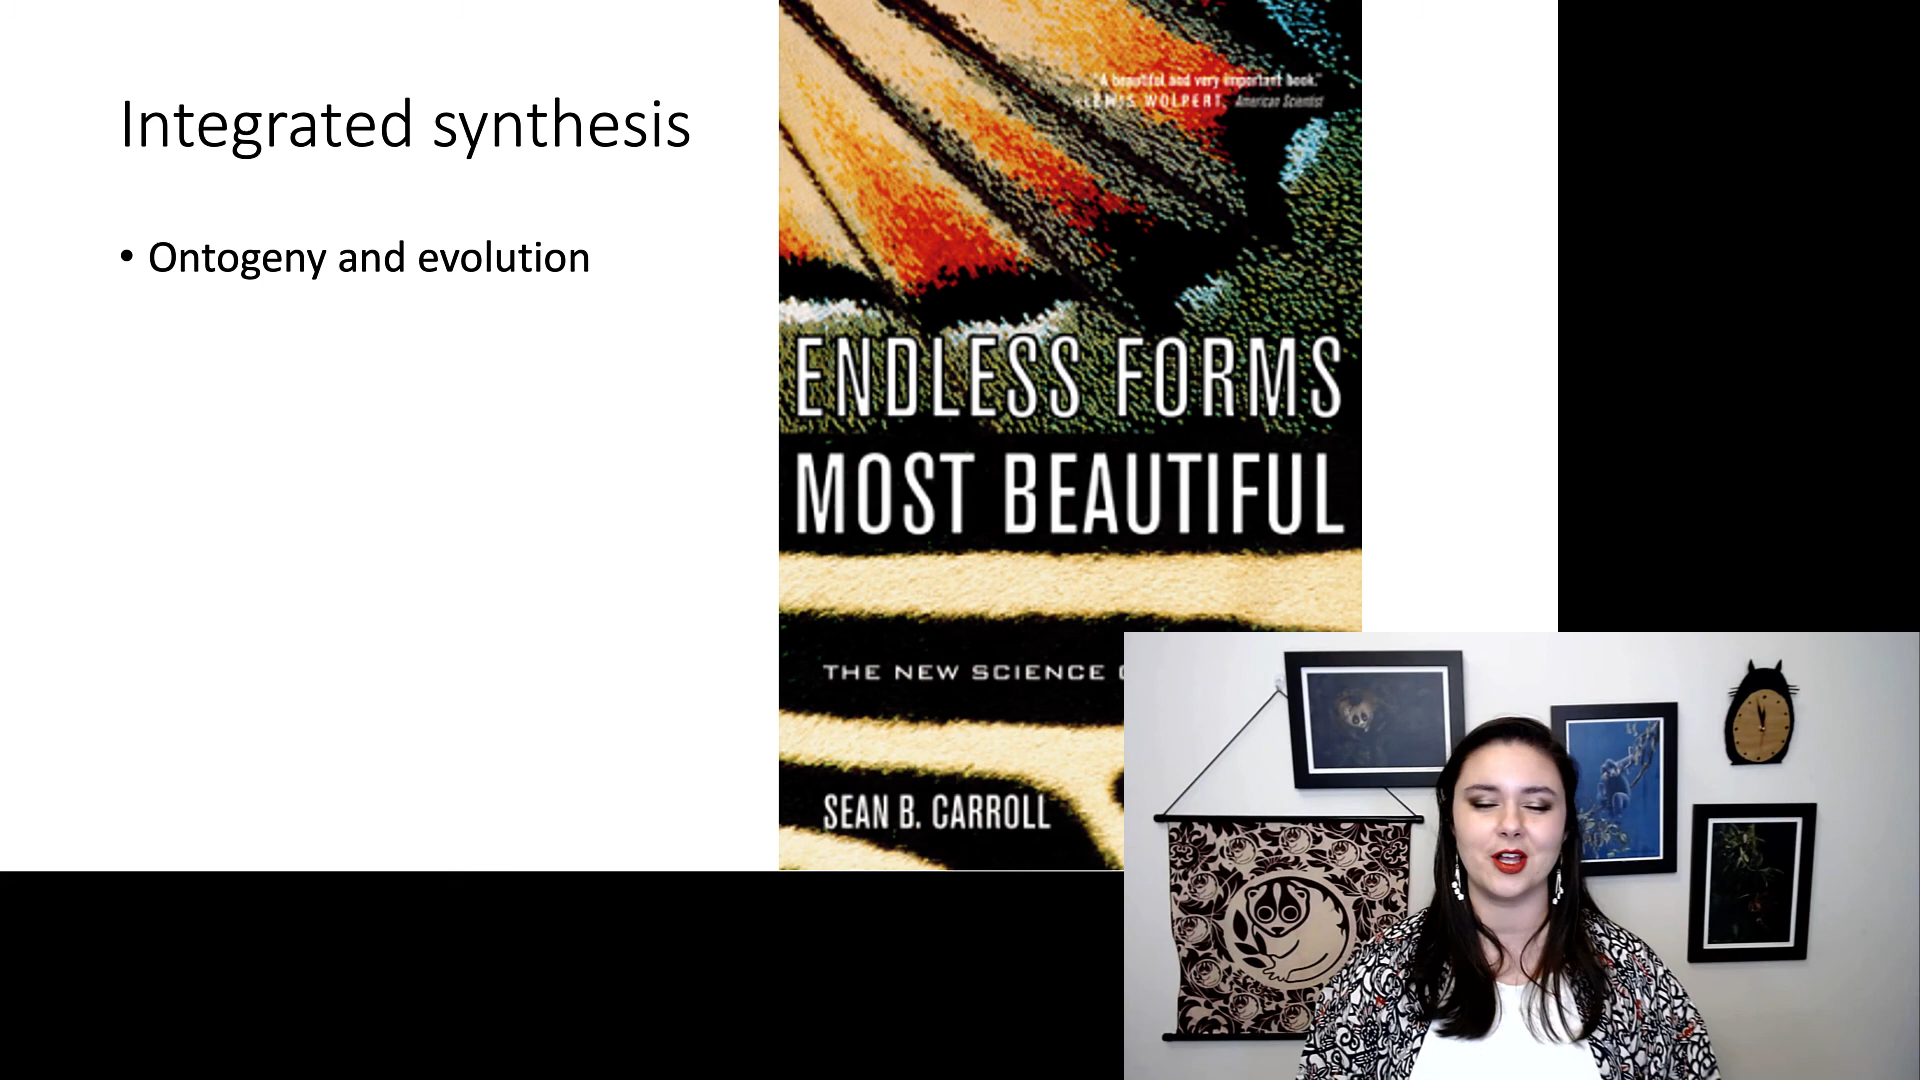 Integrated synthesis
• Ontogeny and evolution
"A beautiful and very important book."
-LEWIS WOLPERT, American Scientist
ENDLESS FORMS
MOST BEAUTIFUL
THE NEW SCIENCE
SEAN B. CARROLL